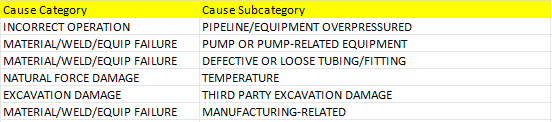 Cause Category Cause Subcategory
INCORRECT OPERATION PIPELINE/EQUIPMENT OVERPRESSURED
MATERIAL/WELD/EQUIP FAILURE PUMP OR PUMP-RELATED EQUIPMENT
MATERIAL/WELD/EQUIP FAILURE DEFECTIVE OR LOOSE TUBING/FITTING
NATURAL FORCE DAMAGE TEMPERATURE
EXCAVATION DAMAGE THIRD PARTY EXCAVATION DAMAGE
MATERIAL/WELD/EQUIP FAILURE MANUFACTURING-RELATED